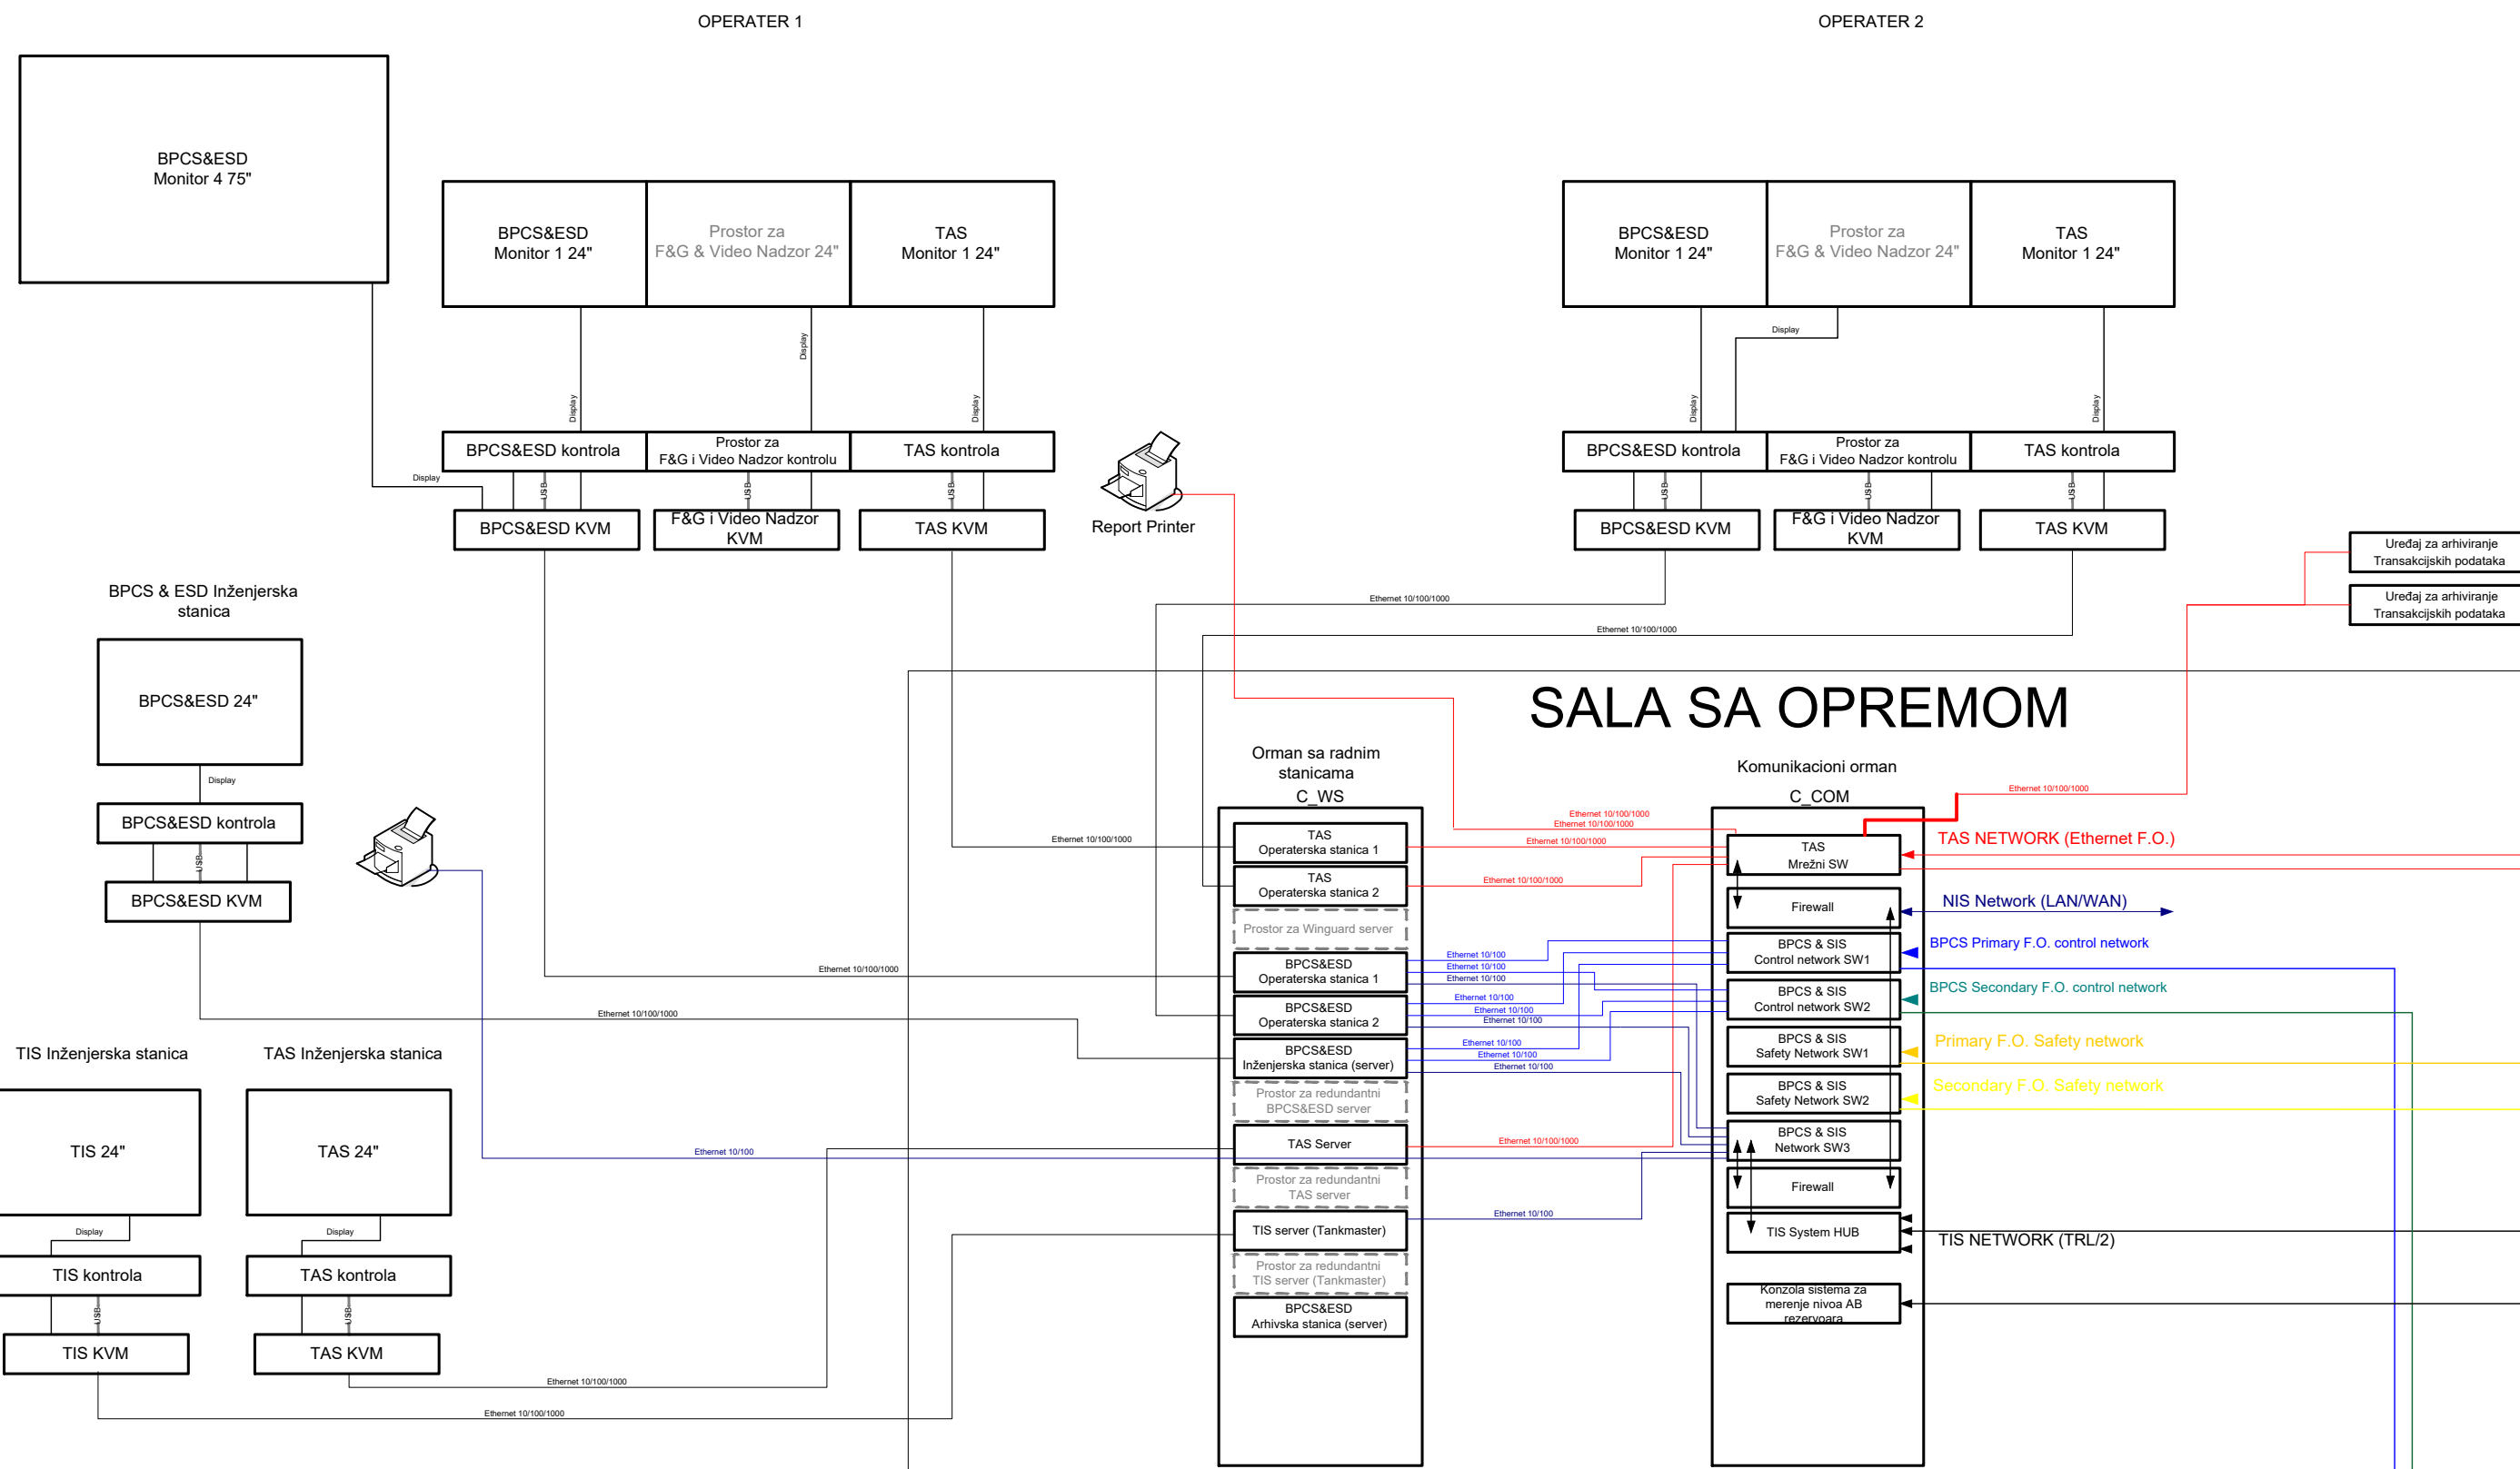 OPERATER 1
OPERATER 2
BPCS&ESD
Monitor 4 75"
BPCS&ESD
Monitor 1 24"
Prostor za
F&G & Video Nadzor 24"
TAS
Monitor 1 24"
BPCS&ESD
Monitor 1 24"
Prostor za
F&G & Video Nadzor 24"
TAS
Monitor 1 24"
Display
Display
Display
Display
Display
Display
BPCS&ESD kontrola
Prostor za
F&G i Video Nadzor kontrolu
TAS kontrola
BPCS&ESD kontrola
Prostor za
F&G i Video Nadzor kontrolu
TAS kontrola
Display
USB
USB
USB
USB
USB
USB
BPCS&ESD KVM
F&G i Video Nadzor
KVM
TAS KVM
Report Printer
BPCS&ESD KVM
F&G i Video Nadzor
KVM
TAS KVM
Uređaj za arhiviranje
Transakcijskih podataka
Uređaj za arhiviranje
Transakcijskih podataka
Ethernet 10/100/1000
Ethernet 10/100/1000
BPCS & ESD Inženjerska
stanica
BPCS&ESD 24"
Display
BPCS&ESD kontrola
USB
BPCS&ESD KVM
SALA SA OPREMOM
Orman sa radnim
stanicama
C_WS
Komunikacioni orman
C_COM
Ethernet 10/100/1000
Ethernet 10/100/1000
Ethernet 10/100/1000
Ethernet 10/100/1000
Ethernet 10/100/1000
Ethernet 10/100/1000
TAS
Operaterska stanica 1
TAS
Operaterska stanica 2
Prostor za Winguard server
BPCS&ESD
Operaterska stanica 1
BPCS&ESD
Operaterska stanica 2
BPCS&ESD
Inženjerska stanica (server)
Prostor za redundantni
BPCS&ESD server
TAS Server
Prostor za redundantni
TAS server
TIS server (Tankmaster)
Prostor za redundantni
TIS server (Tankmaster)
BPCS&ESD
Arhivska stanica (server)
Ethernet 10/100
Ethernet 10/100
Ethernet 10/100
Ethernet 10/100
Ethernet 10/100
Ethernet 10/100
Ethernet 10/100
Ethernet 10/100
Ethernet 10/100
Ethernet 10/100/1000
Ethernet 10/100
TAS
Mrežni SW
Firewall
BPCS & SIS
Control network SW1
BPCS & SIS
Control network SW2
BPCS & SIS
Safety Network SW1
BPCS & SIS
Safety Network SW2
BPCS & SIS
Network SW3
Firewall
TIS System HUB
Konzola sistema za
merenje nivoa AB
rezervoara
TAS NETWORK (Ethernet F.O.)
NIS Network (LAN/WAN)
BPCS Primary F.O. control network
BPCS Secondary F.O. control network
Primary F.O. Safety network
Secondary F.O. Safety network
TIS NETWORK (TRL/2)
Ethernet 10/100/1000
Ethernet 10/100/1000
Ethernet 10/100
TIS Inženjerska stanica
TAS Inženjerska stanica
TIS 24"
TAS 24"
Display
Display
TIS kontrola
TAS kontrola
USB
USB
TIS KVM
TAS KVM
Ethernet 10/100/1000
Ethernet 10/100/1000